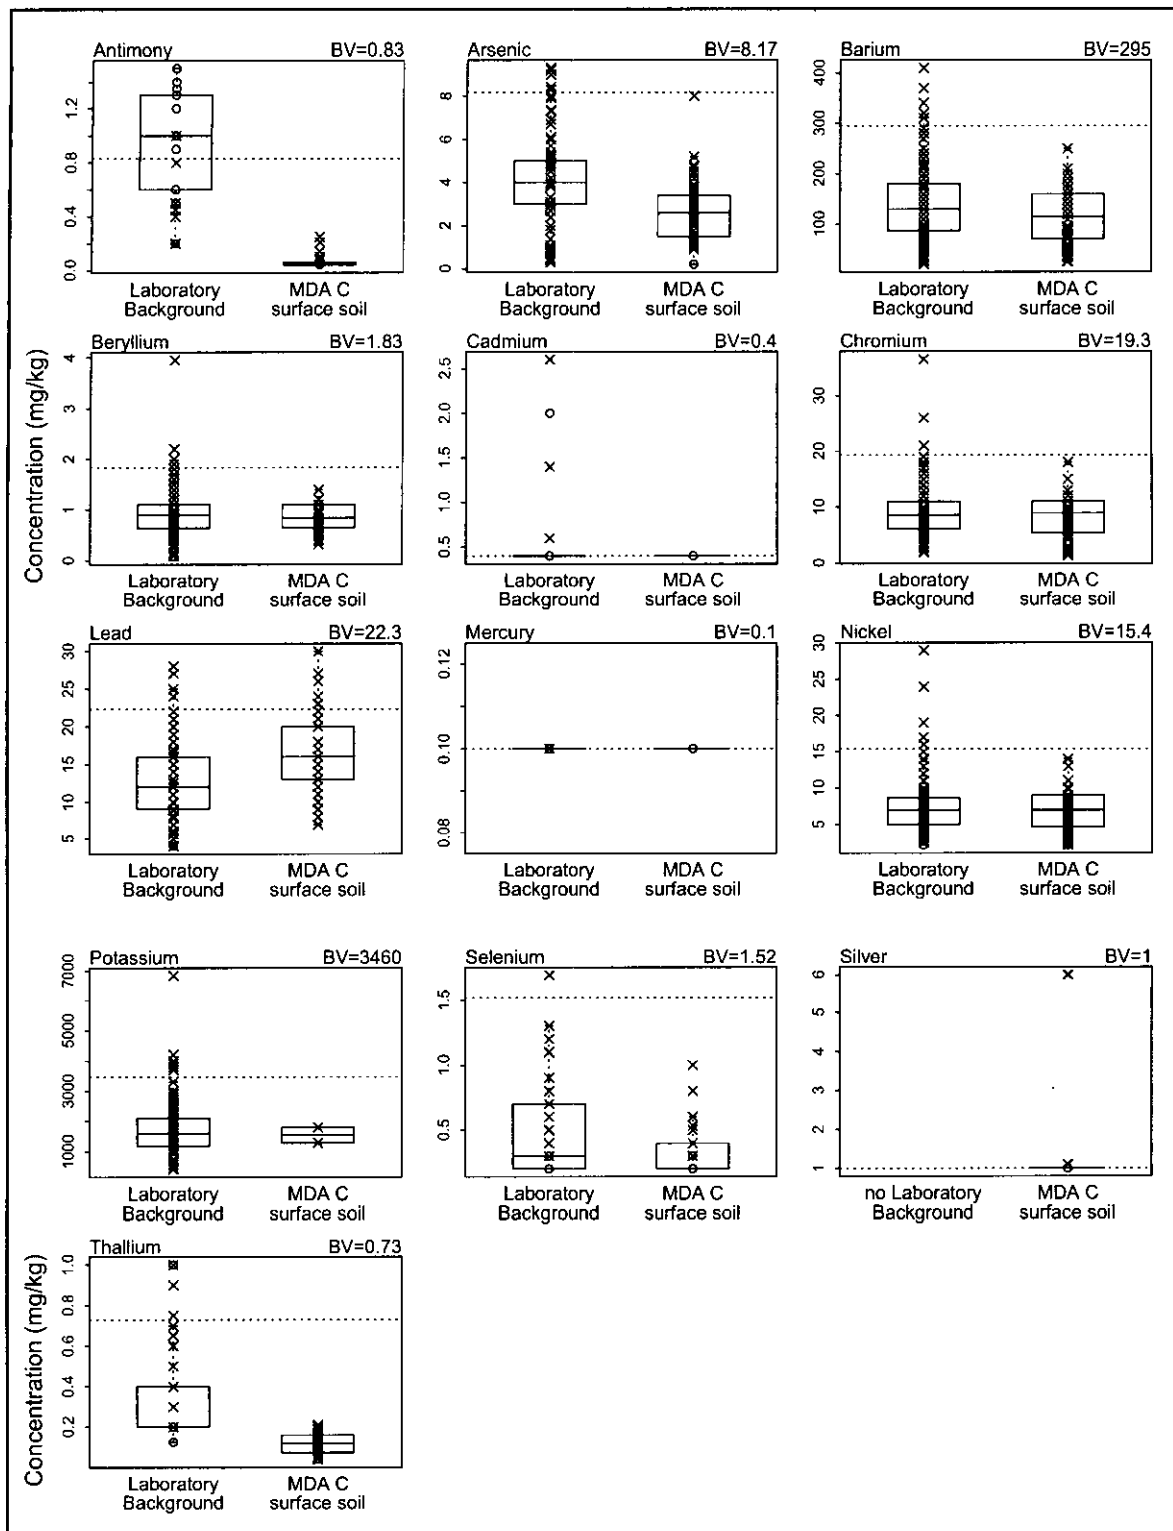 Antimony BV=0.83
1.2
0.8
0.4
0.0
Laboratory Background
MDA C surface soil
Arsenic BV=8.17
8
6
4
2
0
Laboratory Background
MDA C surface soil
Barium BV=295
400
300
200
100
Laboratory Background
MDA C surface soil
Concentration (mg/kg)
Beryllium BV=1.83
4
3
2
1
0
Laboratory Background
MDA C surface soil
Cadmium BV=0.4
2.5
2.0
1.5
1.0
0.5
Laboratory Background
MDA C surface soil
Chromium BV=19.3
30
20
10
0
Laboratory Background
MDA C surface soil
Lead BV=22.3
30
25
20
15
10
5
Laboratory Background
MDA C surface soil
Mercury BV=0.1
0.12
0.10
0.08
Laboratory Background
MDA C surface soil
Nickel BV=15.4
30
25
20
15
10
5
Laboratory Background
MDA C surface soil
Potassium BV=3460
7000
5000
3000
1000
Laboratory Background
MDA C surface soil
Selenium BV=1.52
1.5
1.0
0.5
Laboratory Background
MDA C surface soil
Silver BV=1
6
5
4
3
2
1
no Laboratory Background
MDA C surface soil
Concentration (mg/kg)
Thallium BV=0.73
1.0
0.8
0.6
0.4
0.2
Laboratory Background
MDA C surface soil